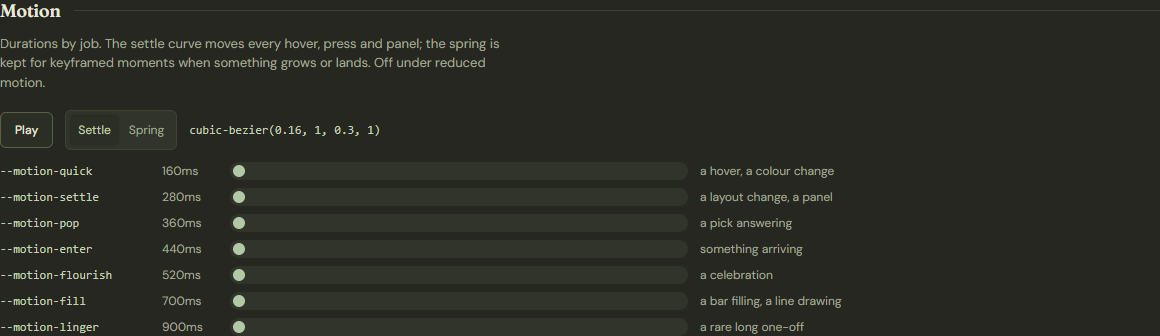 Motion
Durations by job. The settle curve moves every hover, press and panel; the spring is
kept for keyframed moments when something grows or lands. Off under reduced
motion.
Play Settle Spring cubic-bezier(0.16, 1, 0.3, 1)
--motion-quick 160ms a hover, a colour change
--motion-settle 280ms a layout change, a panel
--motion-pop 360ms a pick answering
--motion-enter 440ms something arriving
--motion-flourish 520ms a celebration
--motion-fill 700ms a bar filling, a line drawing
--motion-linger 900ms a rare long one-off